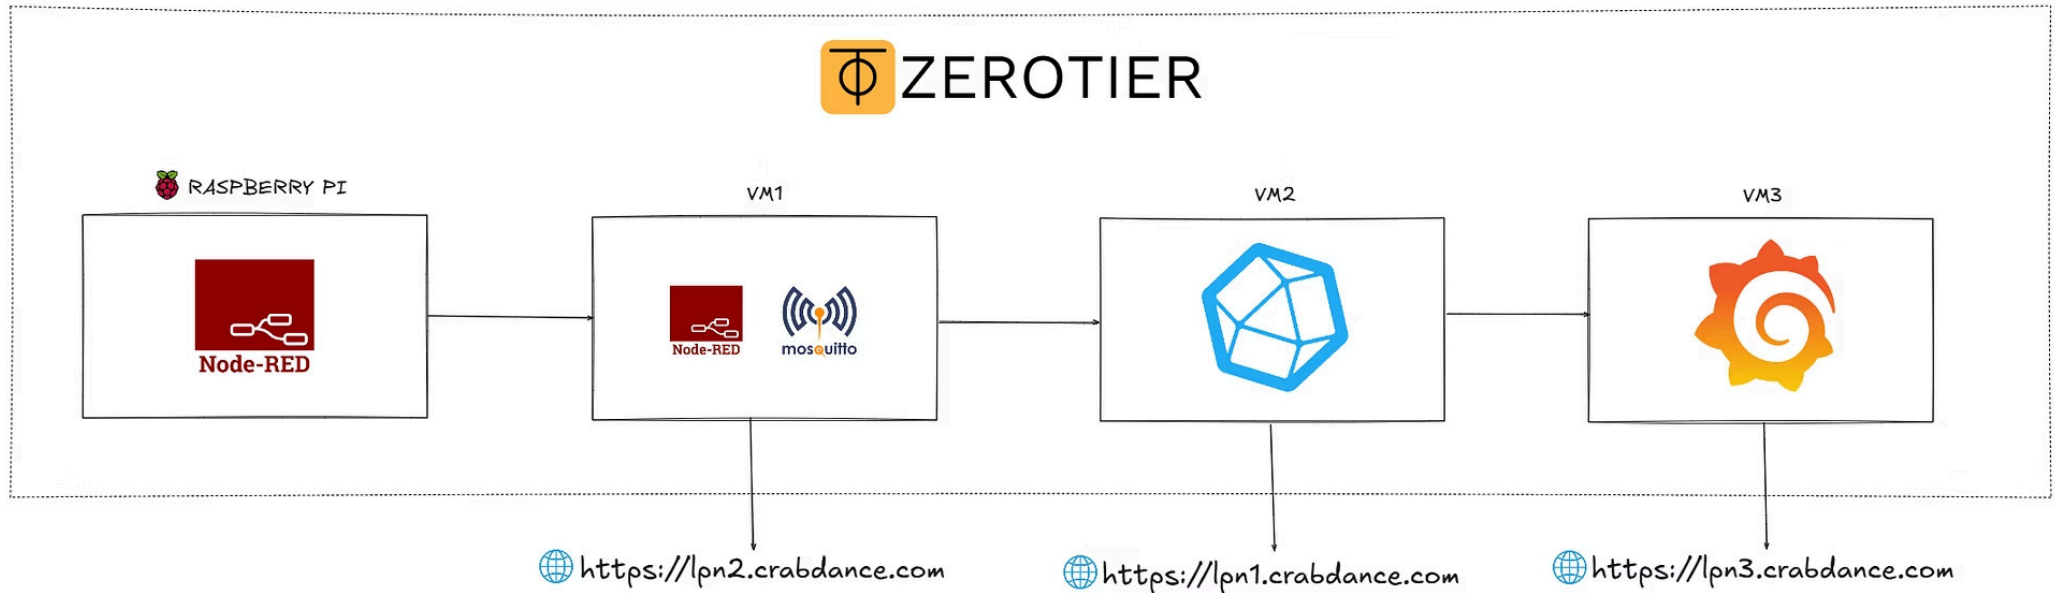 ZEROTIER
RASPBERRY PI
VM1
VM2
VM3
Node-RED
Node-RED
mosquitto
https://lpn2.crabdance.com
https://lpn1.crabdance.com
https://lpn3.crabdance.com